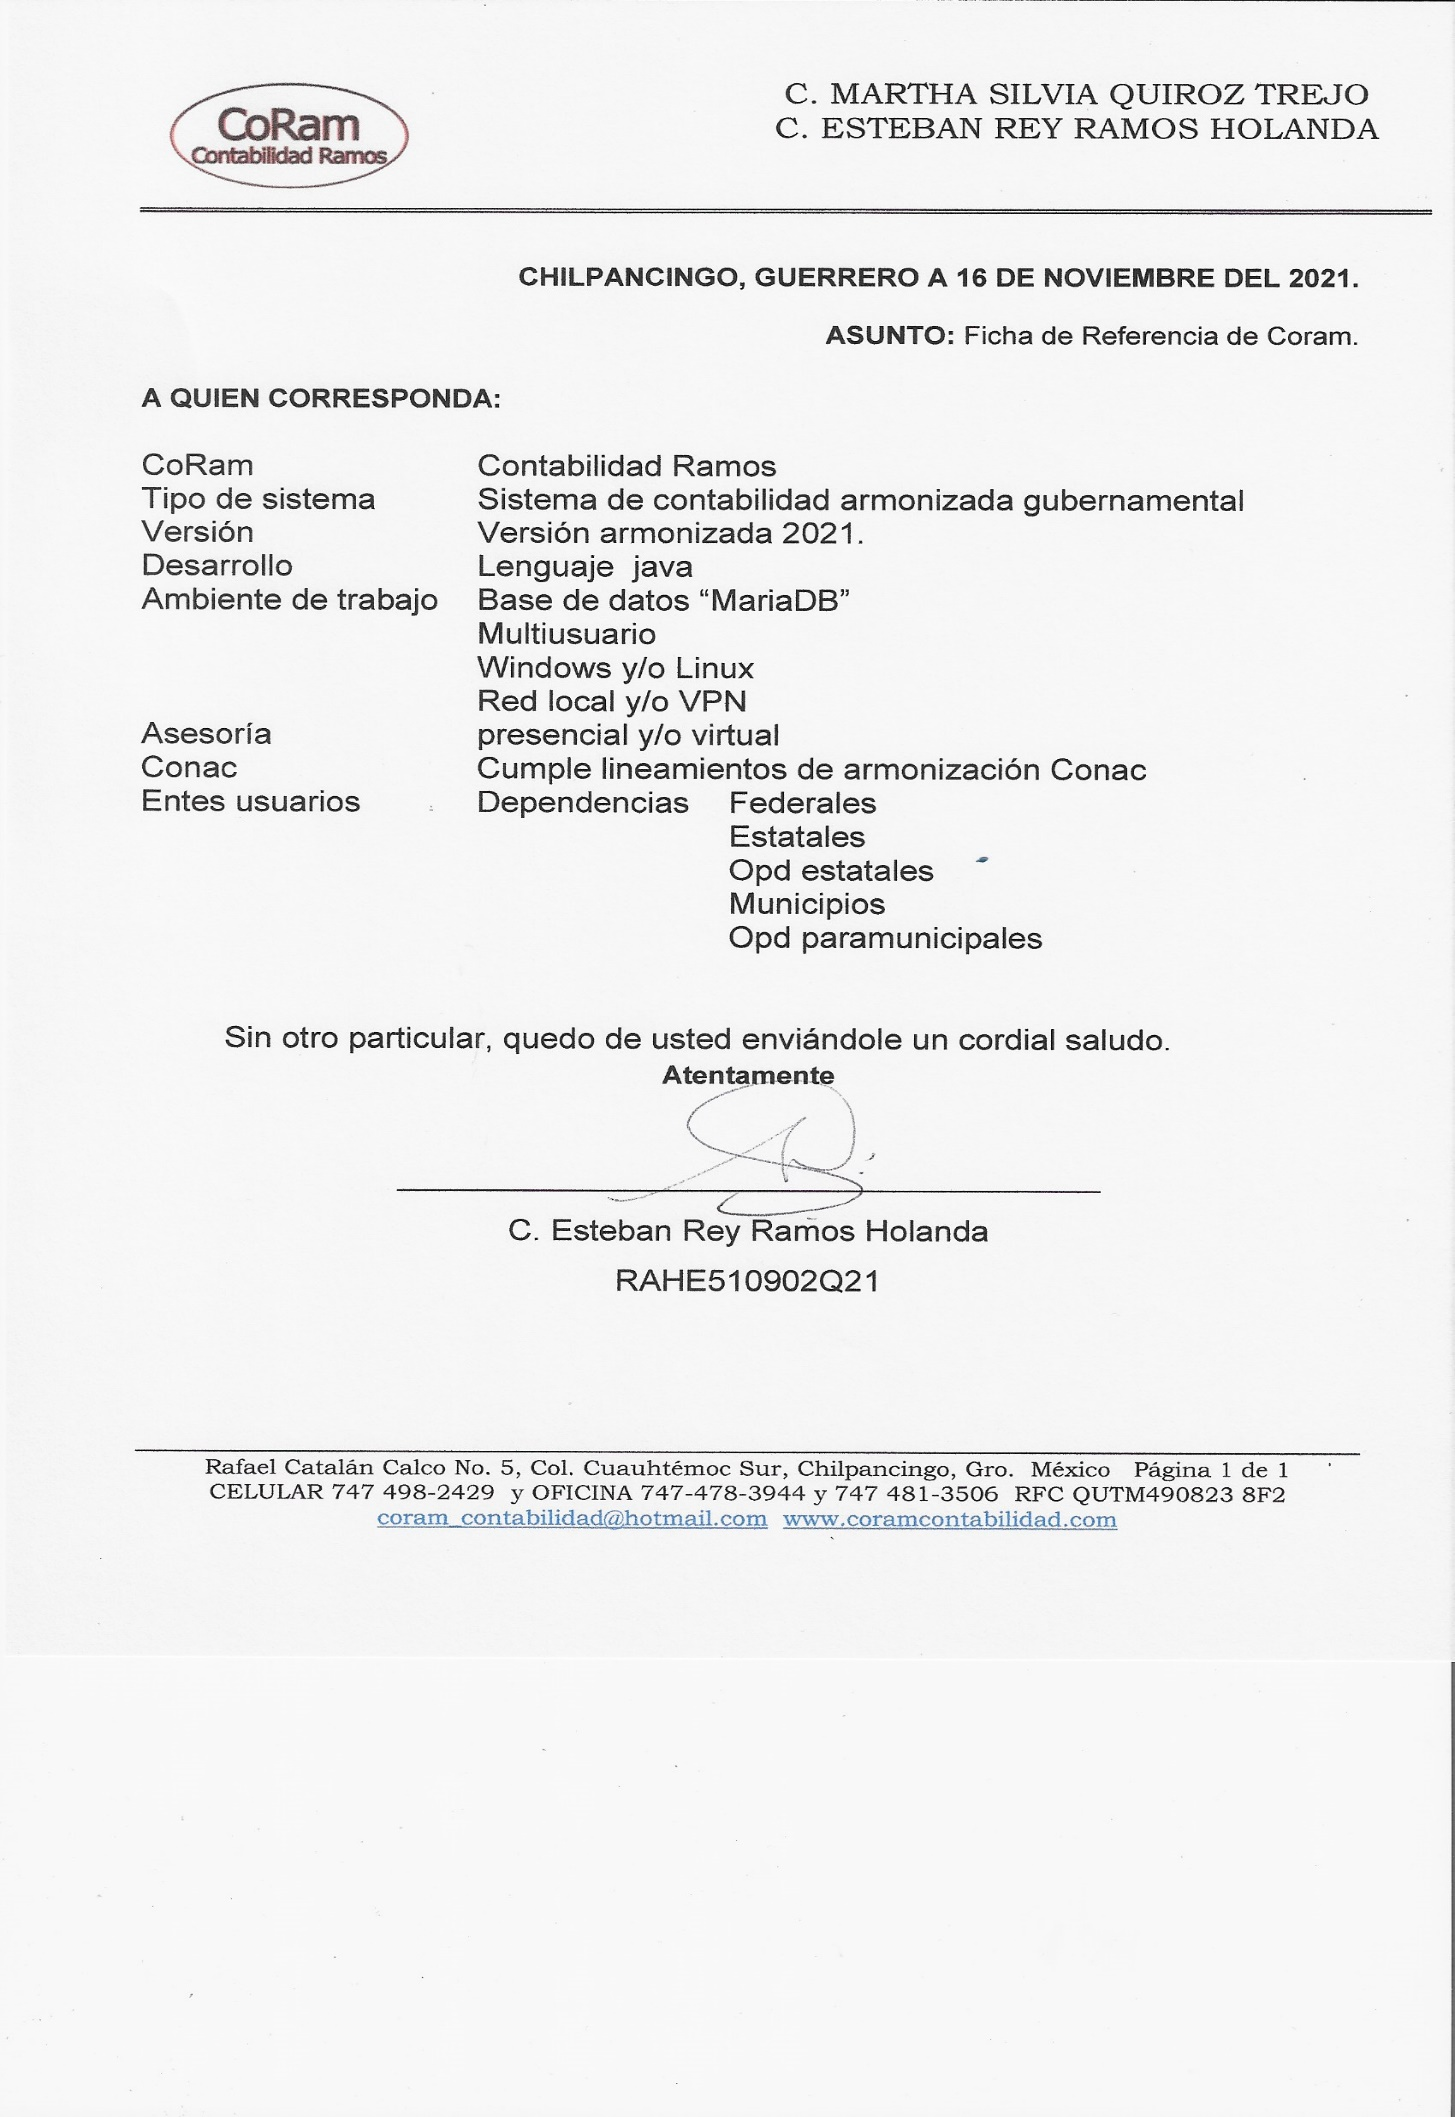 CoRam
Contabilidad Ramos
C. MARTHA SILVIA QUIROZ TREJO
C. ESTEBAN REY RAMOS HOLANDA
CHILPANCINGO, GUERRERO A 16 DE NOVIEMBRE DEL 2021.
ASUNTO: Ficha de Referencia de Coram.
A QUIEN CORRESPONDA:
CoRam Contabilidad Ramos
Tipo de sistema Sistema de contabilidad armonizada gubernamental
Versión Versión armonizada 2021.
Desarrollo Lenguaje java
Ambiente de trabajo Base de datos “MariaDB”
Multiusuario
Windows y/o Linux
Red local y/o VPN
Asesoría presencial y/o virtual
Conac Cumple lineamientos de armonización Conac
Entes usuarios Dependencias Federales
Estatales
Opd estatales
Municipios
Opd paramunicipales
Sin otro particular, quedo de usted enviándole un cordial saludo.
Atentamente
C. Esteban Rey Ramos Holanda
RAHE510902Q21
Rafael Catalán Calco No. 5, Col. Cuauhtémoc Sur, Chilpancingo, Gro. México Página 1 de 1
CELULAR 747 498-2429 y OFICINA 747-478-3944 y 747 481-3506 RFC QUTM490823 8F2
coram_contabilidad@hotmail.com www.coramcontabilidad.com